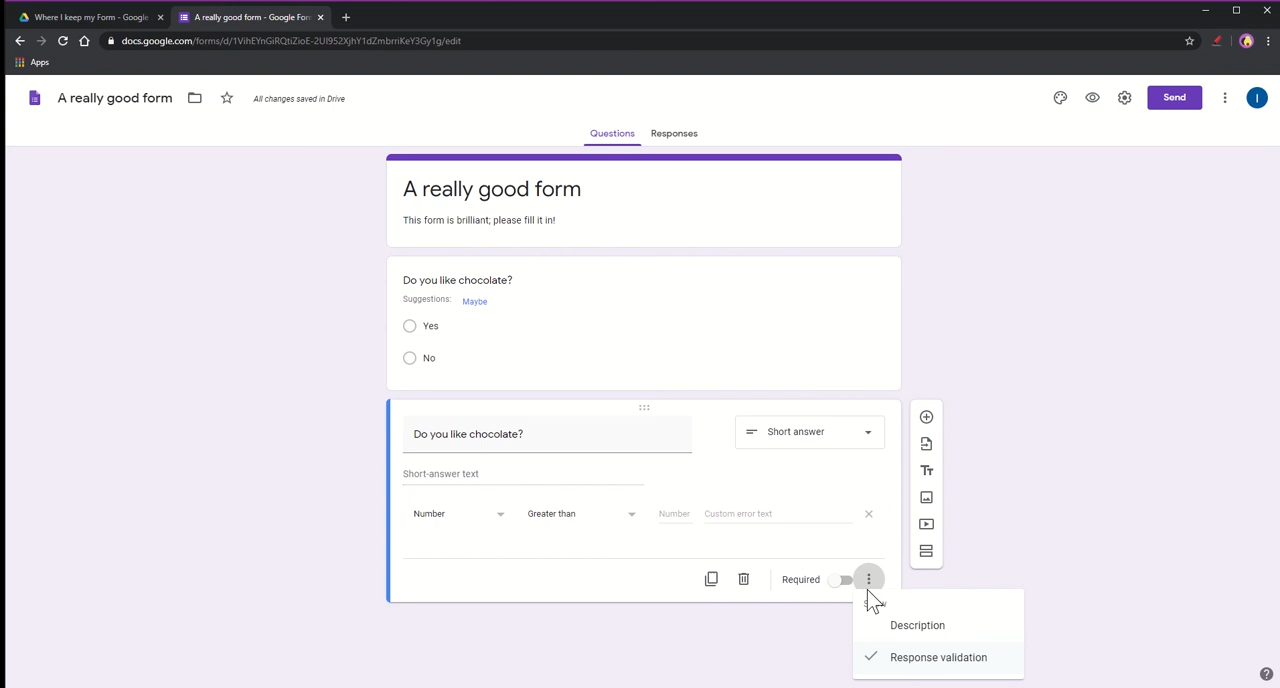 Where I keep my Form - Google
A really good form - Google For
docs.google.com/forms/d/1VihEYnGiRQtiZioE-2UI952XjhY1dZmbrriKeY3Gy1g/edit
Apps
A really good form
All changes saved in Drive
Send
I
Questions
Responses
A really good form
This form is brilliant; please fill it in!
Do you like chocolate?
Suggestions: Maybe
Yes
No
Do you like chocolate?
Short answer
Short-answer text
Number
Greater than
Number
Custom error text
Tt
Required
Description
Response validation